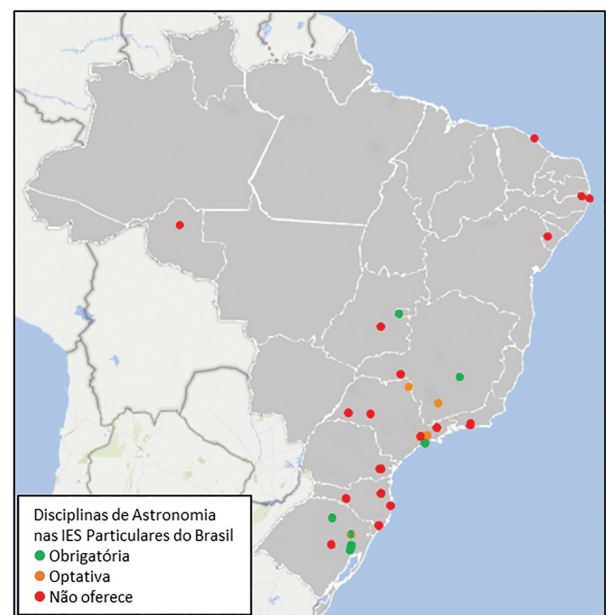 Disciplinas de Astronomia
nas IES Particulares do Brasil
Obrigatória
Optativa
Não oferece